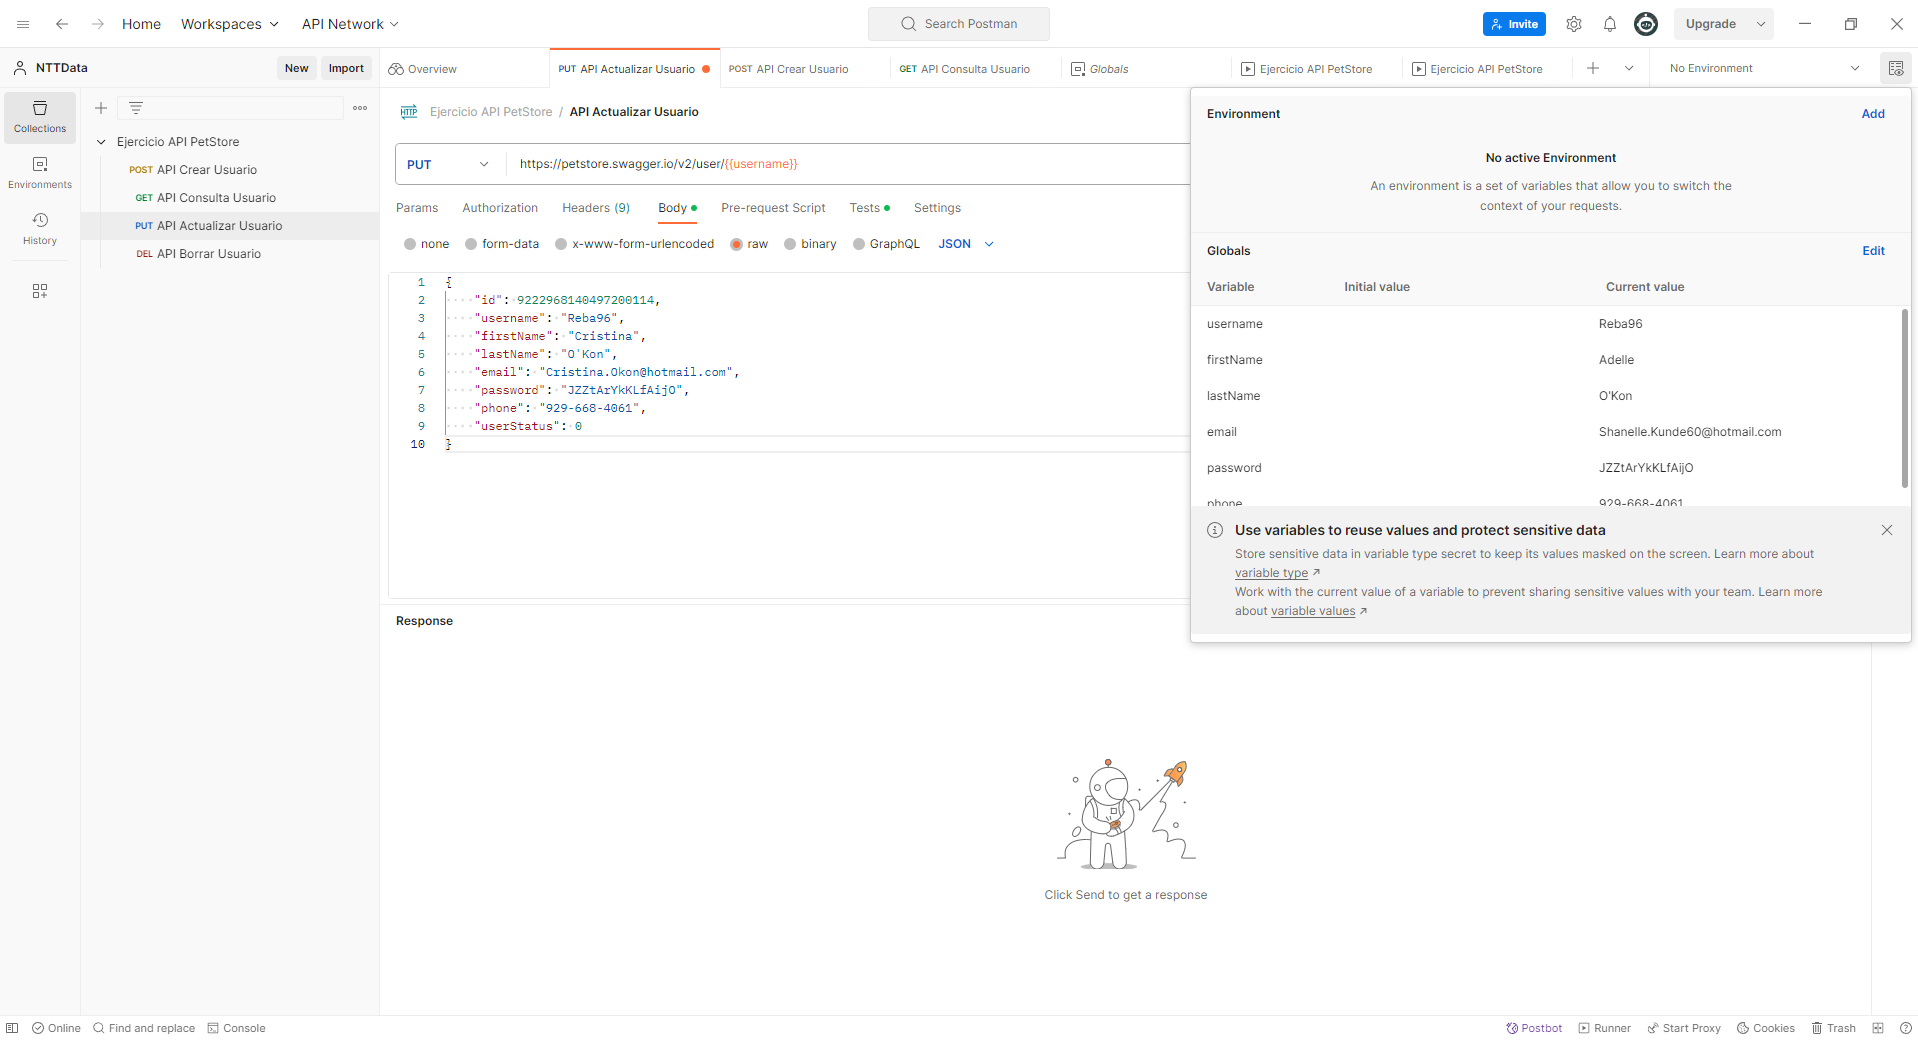 Home Workspaces API Network Search Postman Invite Upgrade
NTTData New Import Overview PUT API Actualizar Usuario POST API Crear Usuario GET API Consulta Usuario Globals Ejercicio API PetStore Ejercicio API PetStore No Environment
Collections
Environments
History
Ejercicio API PetStore
POST API Crear Usuario
GET API Consulta Usuario
PUT API Actualizar Usuario
DEL API Borrar Usuario
HTTP Ejercicio API PetStore / API Actualizar Usuario
PUT https://petstore.swagger.io/v2/user/{{username}}
Params Authorization Headers (9) Body Pre-request Script Tests Settings
none form-data x-www-form-urlencoded raw binary GraphQL JSON
1 {
2 "id": 9222968140497200114,
3 "username": "Reba96",
4 "firstName": "Cristina",
5 "lastName": "O'Kon",
6 "email": "Cristina.Okon@hotmail.com",
7 "password": "JZZtArYkKLfAijO",
8 "phone": "929-668-4061",
9 "userStatus": 0
10 }
Response
Click Send to get a response
Environment Add
No active Environment
An environment is a set of variables that allow you to switch the
context of your requests.
Globals Edit
Variable Initial value Current value
username Reba96
firstName Adelle
lastName O'Kon
email Shanelle.Kunde60@hotmail.com
password JZZtArYkKLfAijO
phone 929-668-4061
Use variables to reuse values and protect sensitive data
Store sensitive data in variable type secret to keep its values masked on the screen. Learn more about
variable type ↗
Work with the current value of a variable to prevent sharing sensitive values with your team. Learn more
about variable values ↗
Online Find and replace Console Postbot Runner Start Proxy Cookies Trash